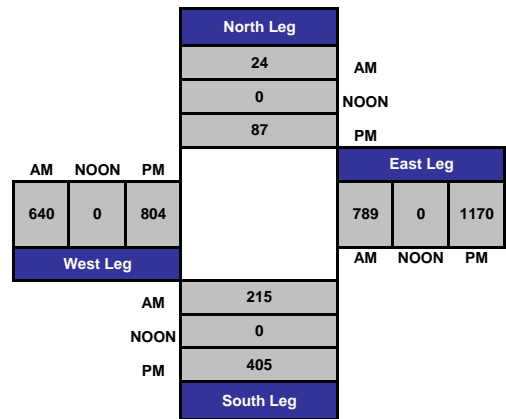 North Leg
24 AM
0 NOON
87 PM
AM NOON PM
East Leg
640 0 804
789 0 1170
West Leg
AM NOON PM
AM 215
NOON 0
PM 405
South Leg